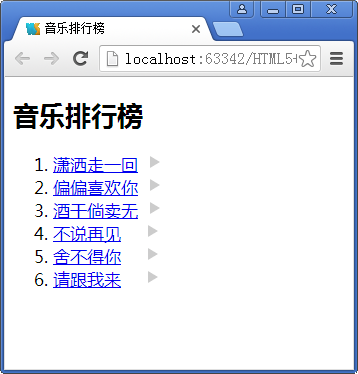 音乐排行榜
localhost:63342/HTML5
音乐排行榜
1. 潇洒走一回
2. 偏偏喜欢你
3. 酒干倘卖无
4. 不说再见
5. 舍不得你
6. 请跟我来